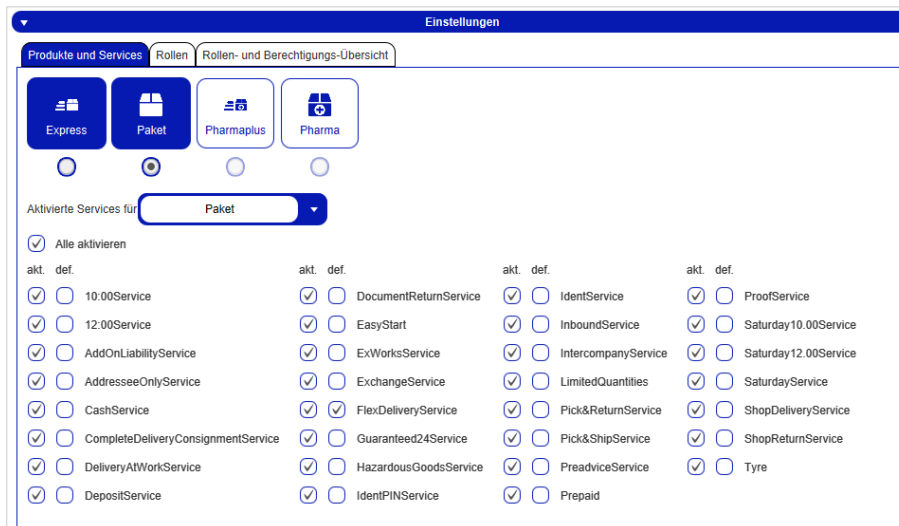 Einstellungen
Produkte und Services Rollen Rollen- und Berechtigungs-Übersicht
Express Paket Pharmaplus Pharma
Aktivierte Services für Paket
Alle aktivieren
akt. def. akt. def. akt. def. akt. def.
10:00Service DocumentReturnService IdentService ProofService
12:00Service EasyStart InboundService Saturday10.00Service
AddOnLiabilityService ExWorksService IntercompanyService Saturday12.00Service
AddresseeOnlyService ExchangeService LimitedQuantities SaturdayService
CashService FlexDeliveryService Pick&ReturnService ShopDeliveryService
CompleteDeliveryConsignmentService Guaranteed24Service Pick&ShipService ShopReturnService
DeliveryAtWorkService HazardousGoodsService PreadviceService Tyre
DepositService IdentPINService Prepaid